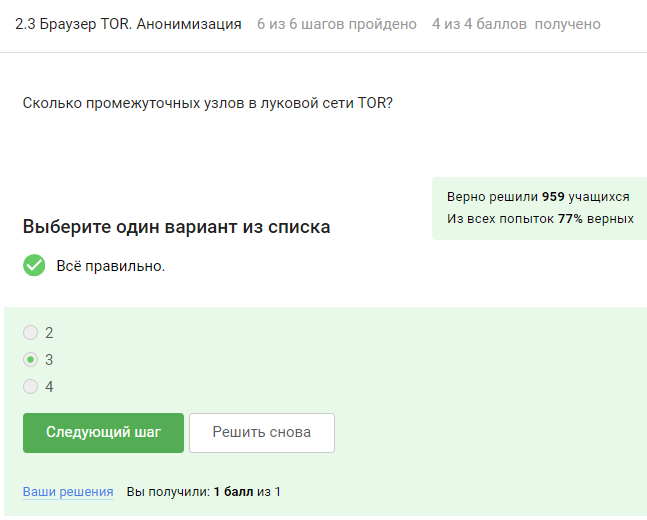 2.3 Браузер TOR. Анонимизация 6 из 6 шагов пройдено 4 из 4 баллов получено
Сколько промежуточных узлов в луковой сети TOR?
Верно решили 959 учащихся
Из всех попыток 77% верных
Выберите один вариант из списка
Всё правильно.
2
3
4
Следующий шаг Решить снова
Ваши решения Вы получили: 1 балл из 1